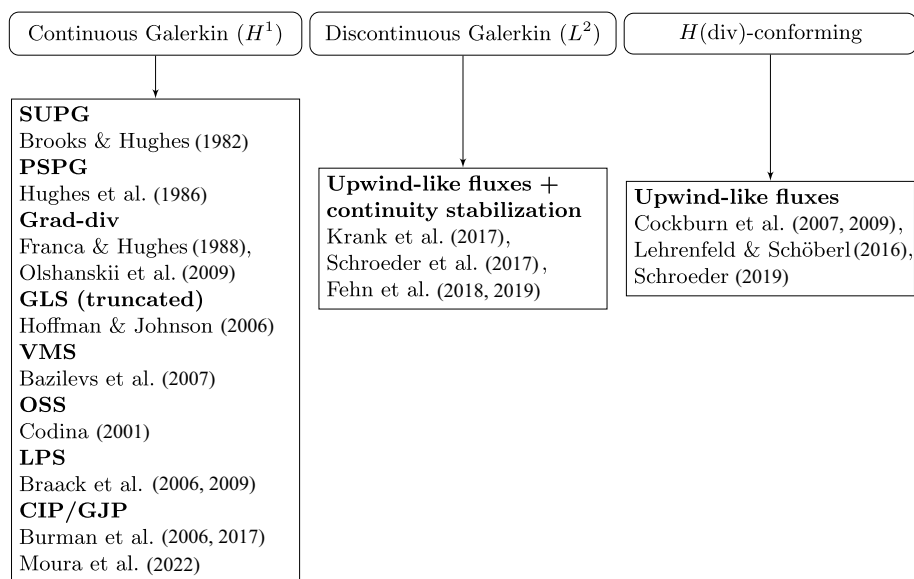 Continuous Galerkin (H¹)
Discontinuous Galerkin (L²)
H(div)-conforming
SUPG
Brooks & Hughes (1982)
PSPG
Hughes et al. (1986)
Grad-div
Franca & Hughes (1988),
Olshanskii et al. (2009)
GLS (truncated)
Hoffman & Johnson (2006)
VMS
Bazilevs et al. (2007)
OSS
Codina (2001)
LPS
Braack et al. (2006, 2009)
CIP/GJP
Burman et al. (2006, 2017)
Moura et al. (2022)
Upwind-like fluxes +
continuity stabilization
Krank et al. (2017),
Schroeder et al. (2017),
Fehn et al. (2018, 2019)
Upwind-like fluxes
Cockburn et al. (2007, 2009),
Lehrenfeld & Schöberl (2016),
Schroeder (2019)